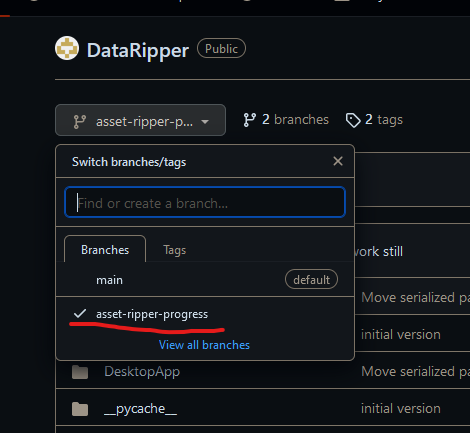 DataRipper Public
asset-ripper-p... 2 branches 2 tags
Switch branches/tags
Find or create a branch...
Branches Tags
ork still
main default
Move serialized pa
asset-ripper-progress
initial version
View all branches
DesktopApp Move serialized pa
__pycache__ initial version